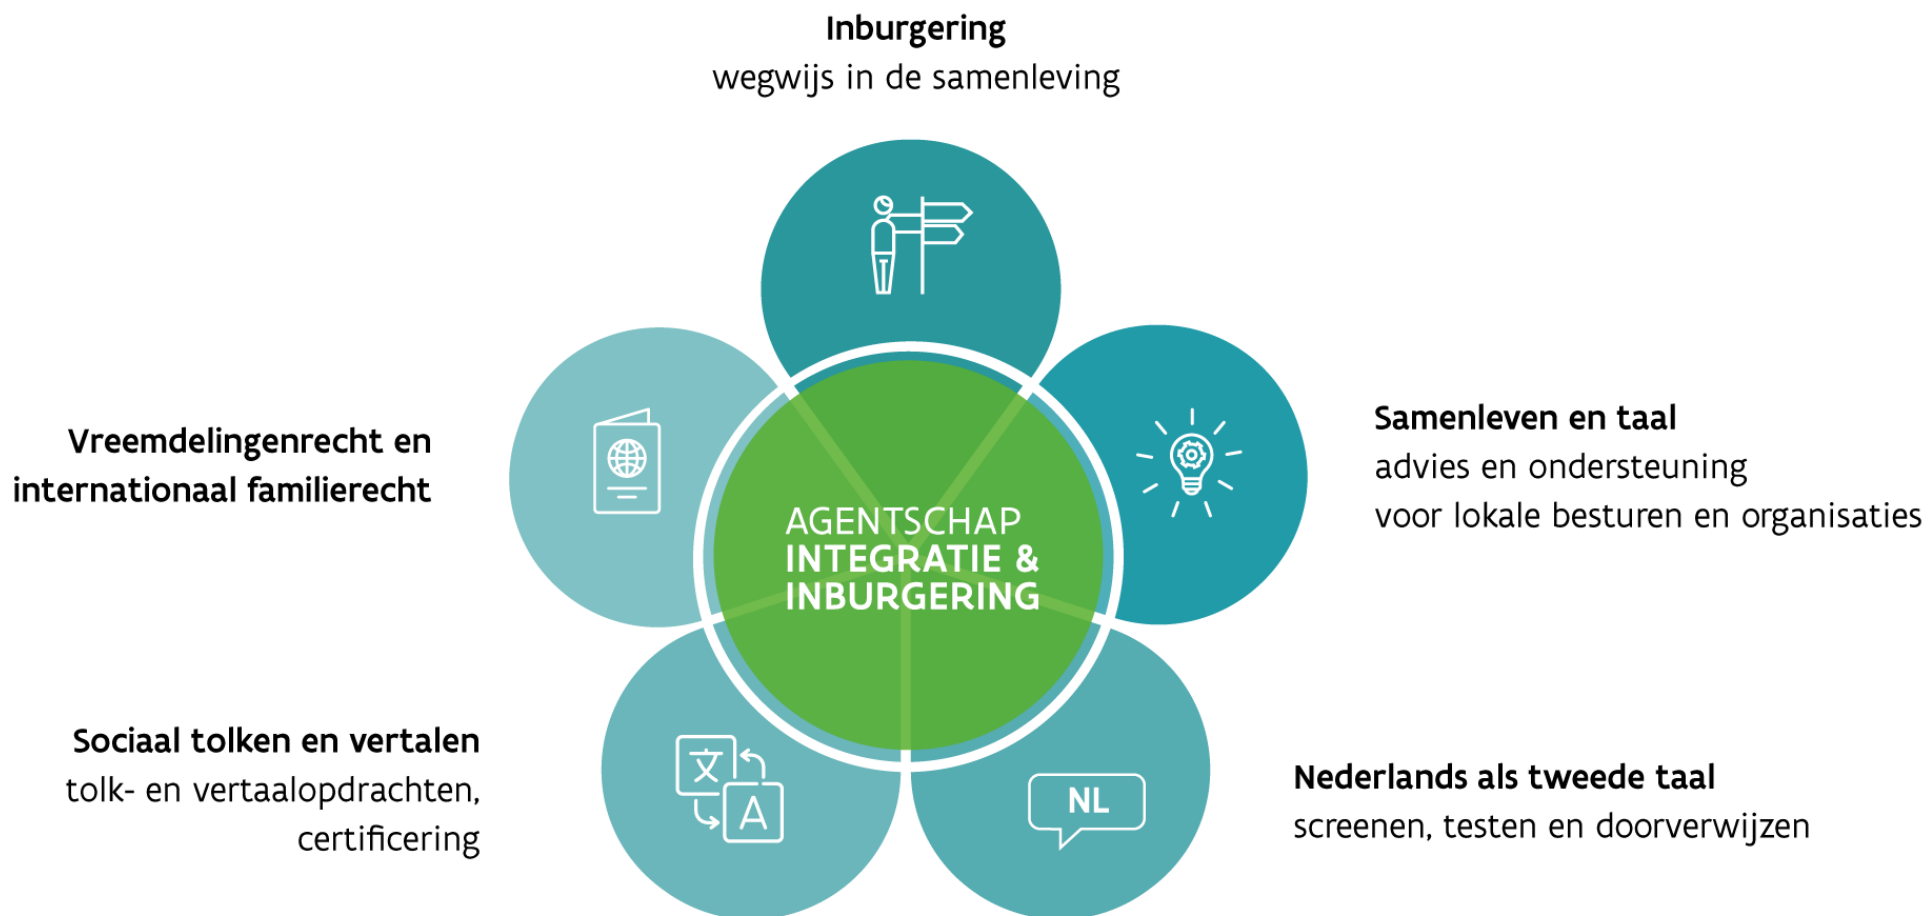 Inburgering
wegwijs in de samenleving
Samenleven en taal
advies en ondersteuning
voor lokale besturen en organisaties
Vreemdelingenrecht en
internationaal familierecht
AGENTSCHAP
INTEGRATIE &
INBURGERING
Sociaal tolken en vertalen
tolk- en vertaalopdrachten,
certificering
文
A
NL
Nederlands als tweede taal
screenen, testen en doorverwijzen